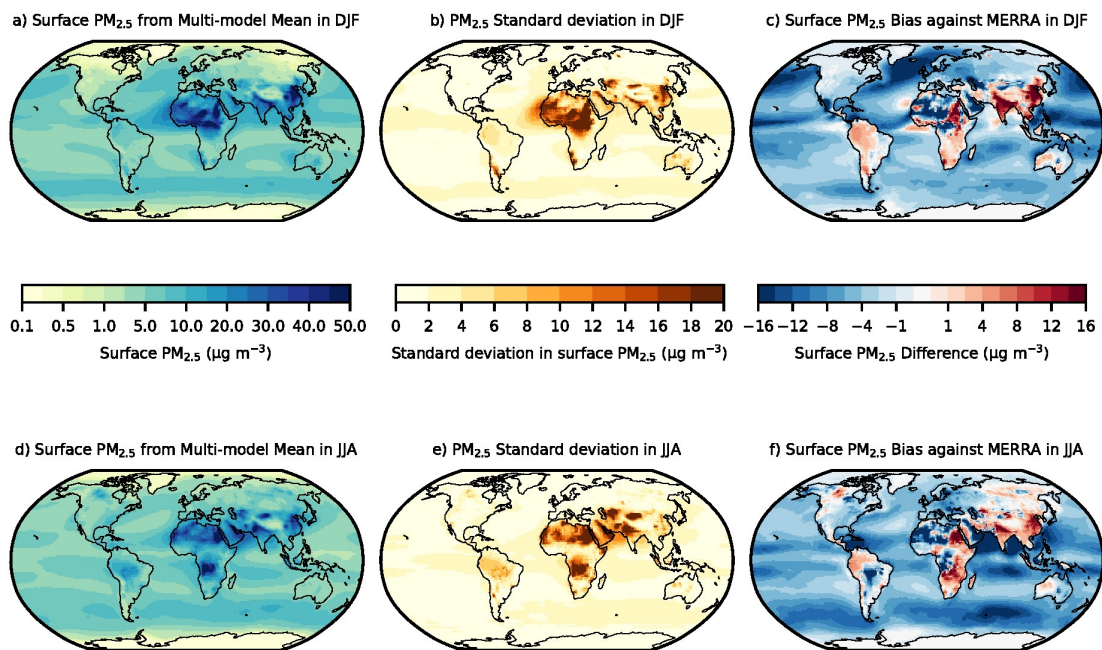 a) Surface PM₂.₅ from Multi-model Mean in DJF
b) PM₂.₅ Standard deviation in DJF
c) Surface PM₂.₅ Bias against MERRA in DJF
0.1 0.5 1.0 5.0 10.0 20.0 30.0 40.0 50.0
Surface PM₂.₅ (μg m⁻³)
0 2 4 6 8 10 12 14 16 18 20
Standard deviation in surface PM₂.₅ (μg m⁻³)
−16 −12 −8 −4 −1 1 4 8 12 16
Surface PM₂.₅ Difference (μg m⁻³)
d) Surface PM₂.₅ from Multi-model Mean in JJA
e) PM₂.₅ Standard deviation in JJA
f) Surface PM₂.₅ Bias against MERRA in JJA